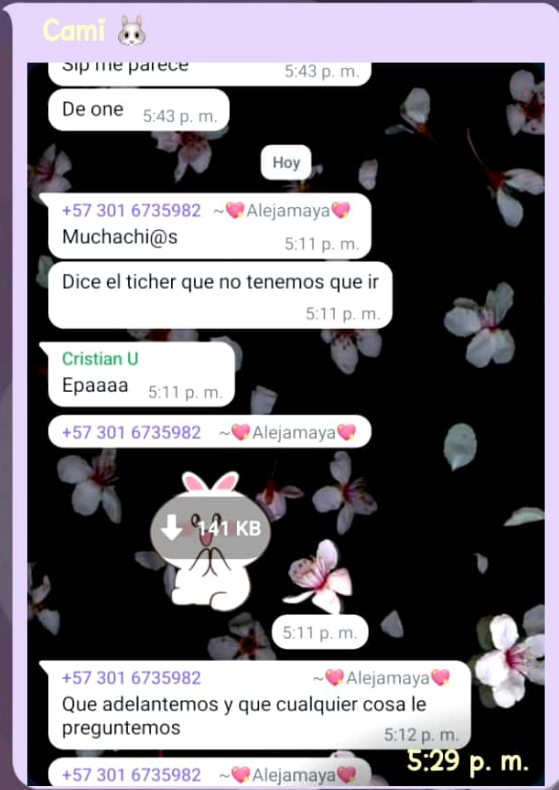 Cami 🐰
Sip me parece 5:43 p. m.
De one 5:43 p. m.
Hoy
+57 301 6735982 ~💘Alejamaya💘
Muchachi@s 5:11 p. m.
Dice el ticher que no tenemos que ir
5:11 p. m.
Cristian U
Epaaaa 5:11 p. m.
+57 301 6735982 ~💘Alejamaya💘
141 KB
5:11 p. m.
+57 301 6735982 ~💘Alejamaya💘
Que adelantemos y que cualquier cosa le
preguntemos 5:12 p. m.
5:29 p. m.
+57 301 6735982 ~💘Alejamaya💘